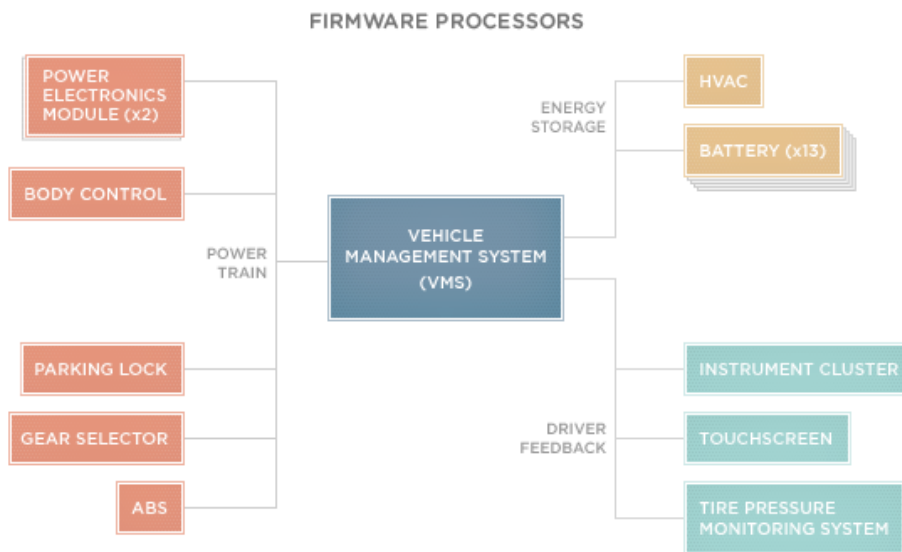 FIRMWARE PROCESSORS
POWER
ELECTRONICS
MODULE (x2)
BODY CONTROL
POWER
TRAIN
PARKING LOCK
GEAR SELECTOR
ABS
VEHICLE
MANAGEMENT SYSTEM
(VMS)
ENERGY
STORAGE
HVAC
BATTERY (x13)
DRIVER
FEEDBACK
INSTRUMENT CLUSTER
TOUCHSCREEN
TIRE PRESSURE
MONITORING SYSTEM